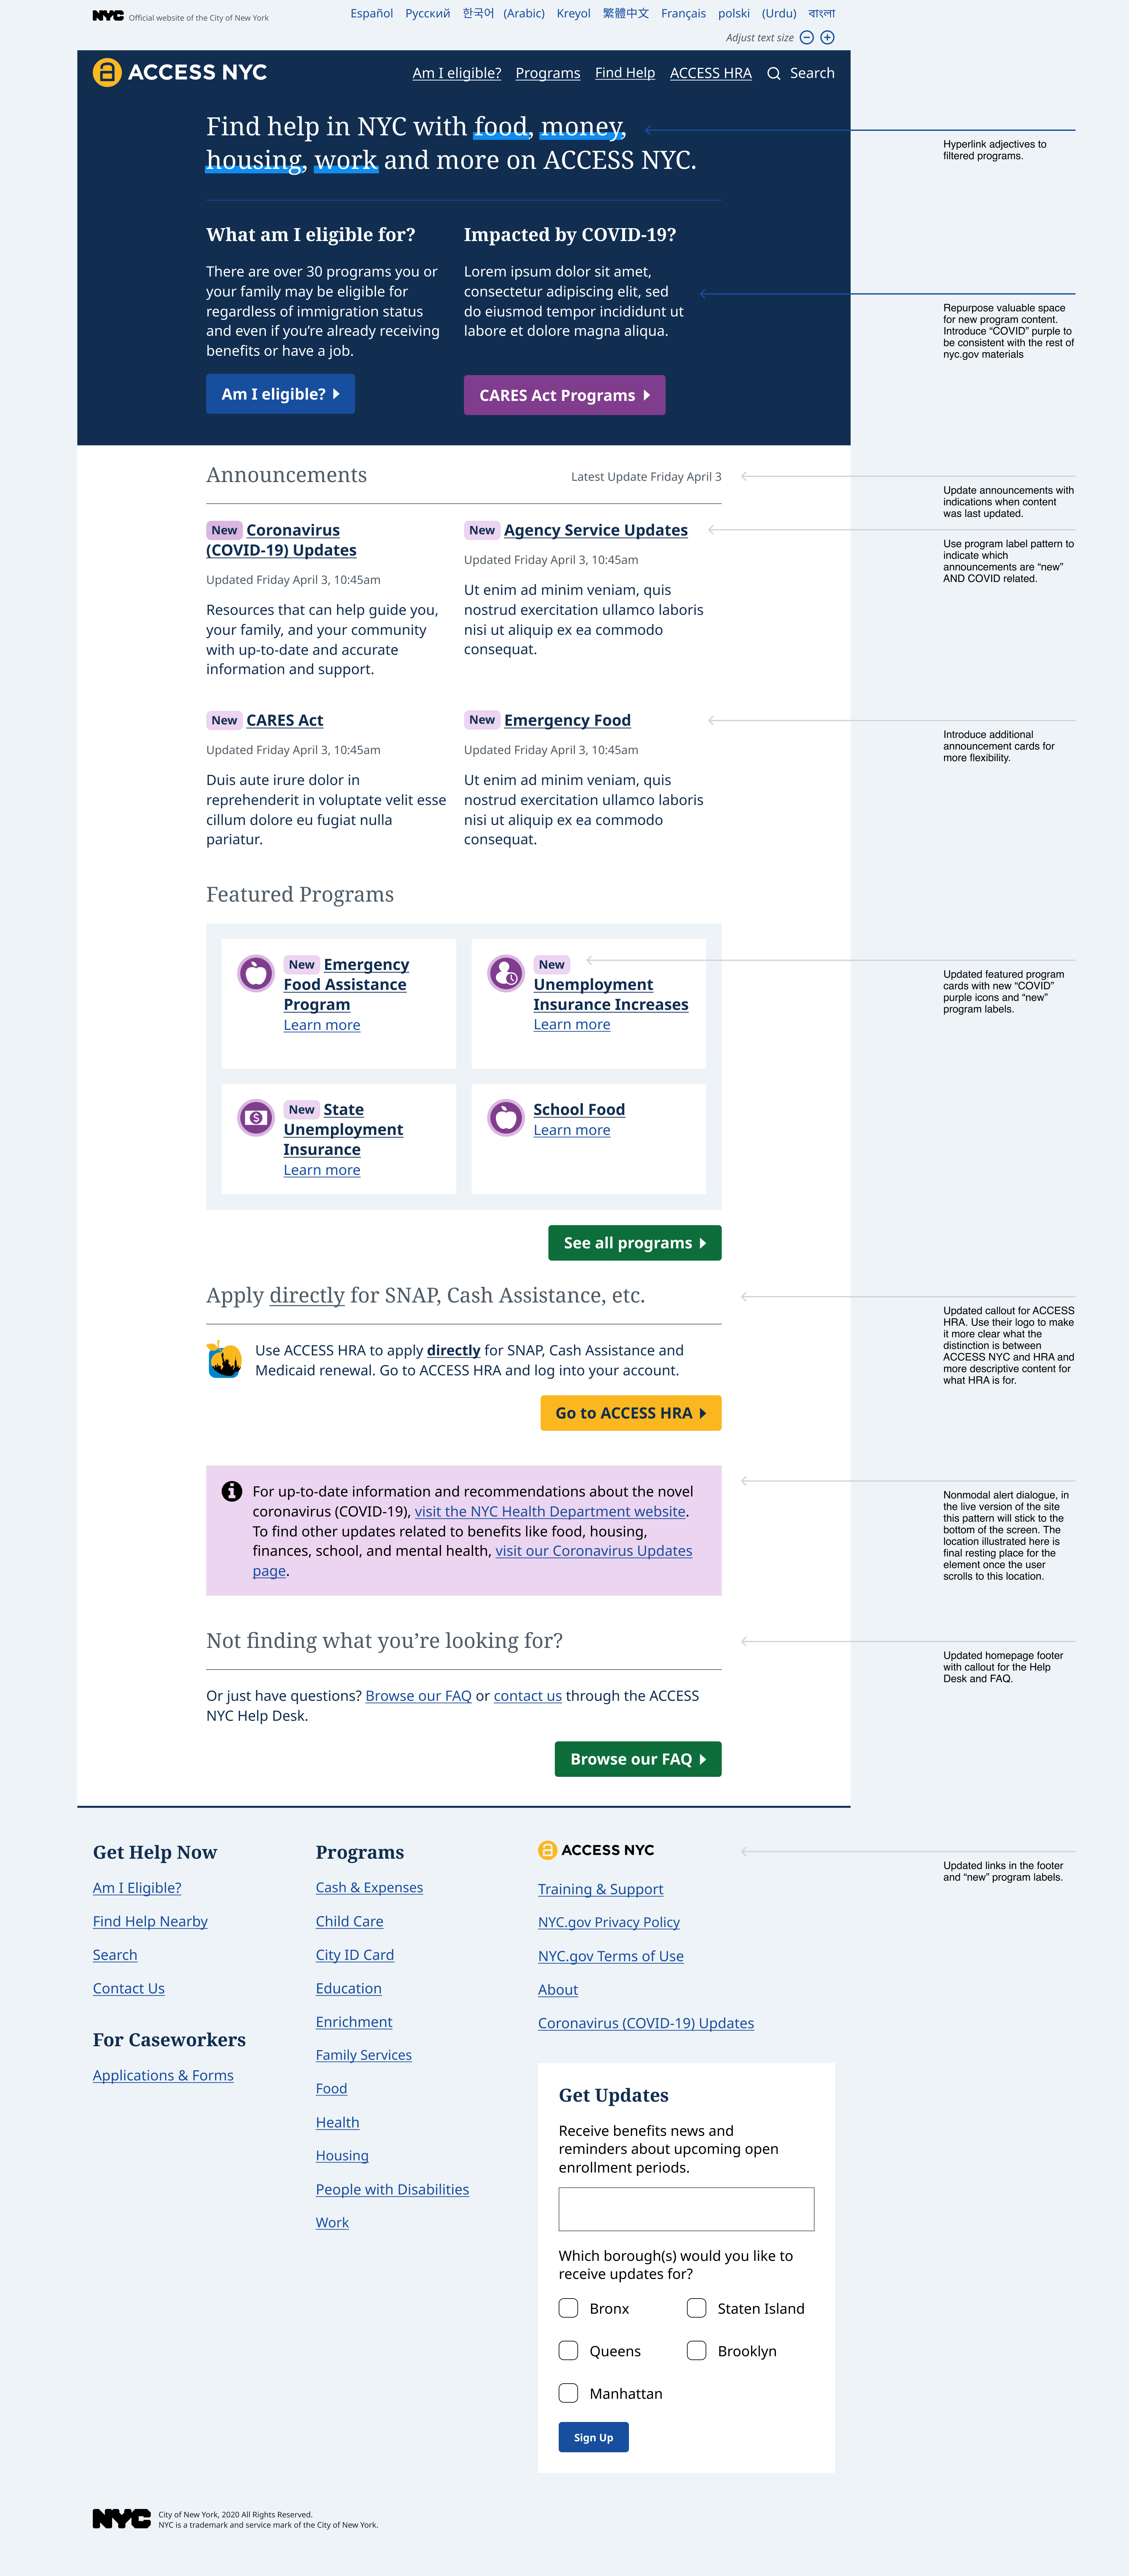 NYC Official website of the City of New York
Español Русский 한국어 (Arabic) Kreyol 繁體中文 Français polski (Urdu) বাংলা
Adjust text size
ACCESS NYC
Am I eligible? Programs Find Help ACCESS HRA Search
Find help in NYC with food, money,
housing, work and more on ACCESS NYC.
Hyperlink adjectives to
filtered programs.
What am I eligible for?
There are over 30 programs you or
your family may be eligible for
regardless of immigration status
and even if you’re already receiving
benefits or have a job.
Am I eligible?
Impacted by COVID-19?
Lorem ipsum dolor sit amet,
consectetur adipiscing elit, sed
do eiusmod tempor incididunt ut
labore et dolore magna aliqua.
CARES Act Programs
Repurpose valuable space
for new program content.
Introduce “COVID” purple to
be consistent with the rest of
nyc.gov materials
Announcements
Latest Update Friday April 3
Update announcements with
indications when content
was last updated.
New Coronavirus
(COVID-19) Updates
Updated Friday April 3, 10:45am
Resources that can help guide you,
your family, and your community
with up-to-date and accurate
information and support.
New Agency Service Updates
Updated Friday April 3, 10:45am
Ut enim ad minim veniam, quis
nostrud exercitation ullamco laboris
nisi ut aliquip ex ea commodo
consequat.
Use program label pattern to
indicate which
announcements are “new”
AND COVID related.
New CARES Act
Updated Friday April 3, 10:45am
Duis aute irure dolor in
reprehenderit in voluptate velit esse
cillum dolore eu fugiat nulla
pariatur.
New Emergency Food
Updated Friday April 3, 10:45am
Ut enim ad minim veniam, quis
nostrud exercitation ullamco laboris
nisi ut aliquip ex ea commodo
consequat.
Introduce additional
announcement cards for
more flexibility.
Featured Programs
New Emergency
Food Assistance
Program
Learn more
New
Unemployment
Insurance Increases
Learn more
Updated featured program
cards with new “COVID”
purple icons and “new”
program labels.
New State
Unemployment
Insurance
Learn more
School Food
Learn more
See all programs
Apply directly for SNAP, Cash Assistance, etc.
Use ACCESS HRA to apply directly for SNAP, Cash Assistance and
Medicaid renewal. Go to ACCESS HRA and log into your account.
Go to ACCESS HRA
Updated callout for ACCESS
HRA. Use their logo to make
it more clear what the
distinction is between
ACCESS NYC and HRA and
more descriptive content for
what HRA is for.
For up-to-date information and recommendations about the novel
coronavirus (COVID-19), visit the NYC Health Department website.
To find other updates related to benefits like food, housing,
finances, school, and mental health, visit our Coronavirus Updates
page.
Nonmodal alert dialogue, in
the live version of the site
this pattern will stick to the
bottom of the screen. The
location illustrated here is
final resting place for the
element once the user
scrolls to this location.
Not finding what you’re looking for?
Or just have questions? Browse our FAQ or contact us through the ACCESS
NYC Help Desk.
Browse our FAQ
Updated homepage footer
with callout for the Help
Desk and FAQ.
Get Help Now
Am I Eligible?
Find Help Nearby
Search
Contact Us
For Caseworkers
Applications & Forms
Programs
Cash & Expenses
Child Care
City ID Card
Education
Enrichment
Family Services
Food
Health
Housing
People with Disabilities
Work
ACCESS NYC
Training & Support
NYC.gov Privacy Policy
NYC.gov Terms of Use
About
Coronavirus (COVID-19) Updates
Updated links in the footer
and “new” program labels.
Get Updates
Receive benefits news and
reminders about upcoming open
enrollment periods.
Which borough(s) would you like to
receive updates for?
Bronx Staten Island
Queens Brooklyn
Manhattan
Sign Up
NYC
City of New York, 2020 All Rights Reserved.
NYC is a trademark and service mark of the City of New York.